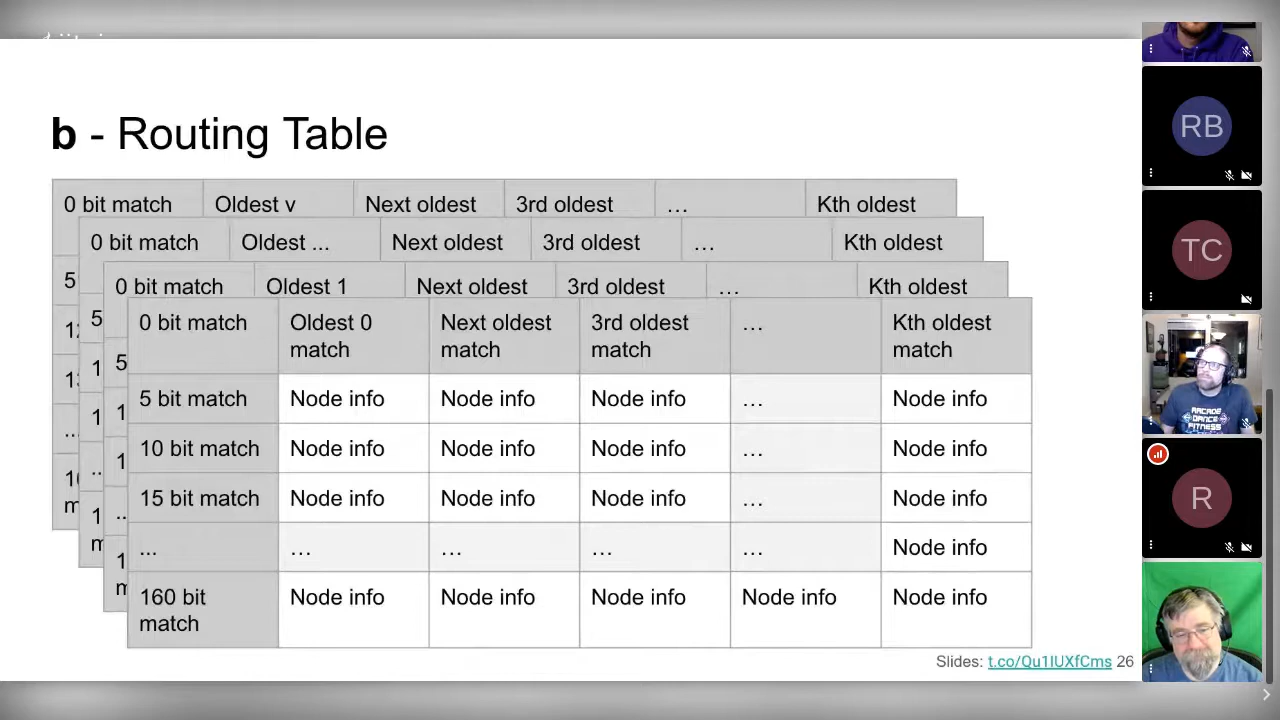 b - Routing Table
0 bit match Oldest v Next oldest 3rd oldest … Kth oldest
0 bit match Oldest ... Next oldest 3rd oldest … Kth oldest
0 bit match Oldest 1 Next oldest 3rd oldest … Kth oldest
0 bit match Oldest 0 match Next oldest match 3rd oldest match … Kth oldest match
5 bit match Node info Node info Node info … Node info
10 bit match Node info Node info Node info … Node info
15 bit match Node info Node info Node info … Node info
... … … … … Node info
160 bit match Node info Node info Node info Node info Node info
Slides: t.co/Qu1IUXfCms 26
RB
TC
ARCADE
DANCE
FITNESS
R